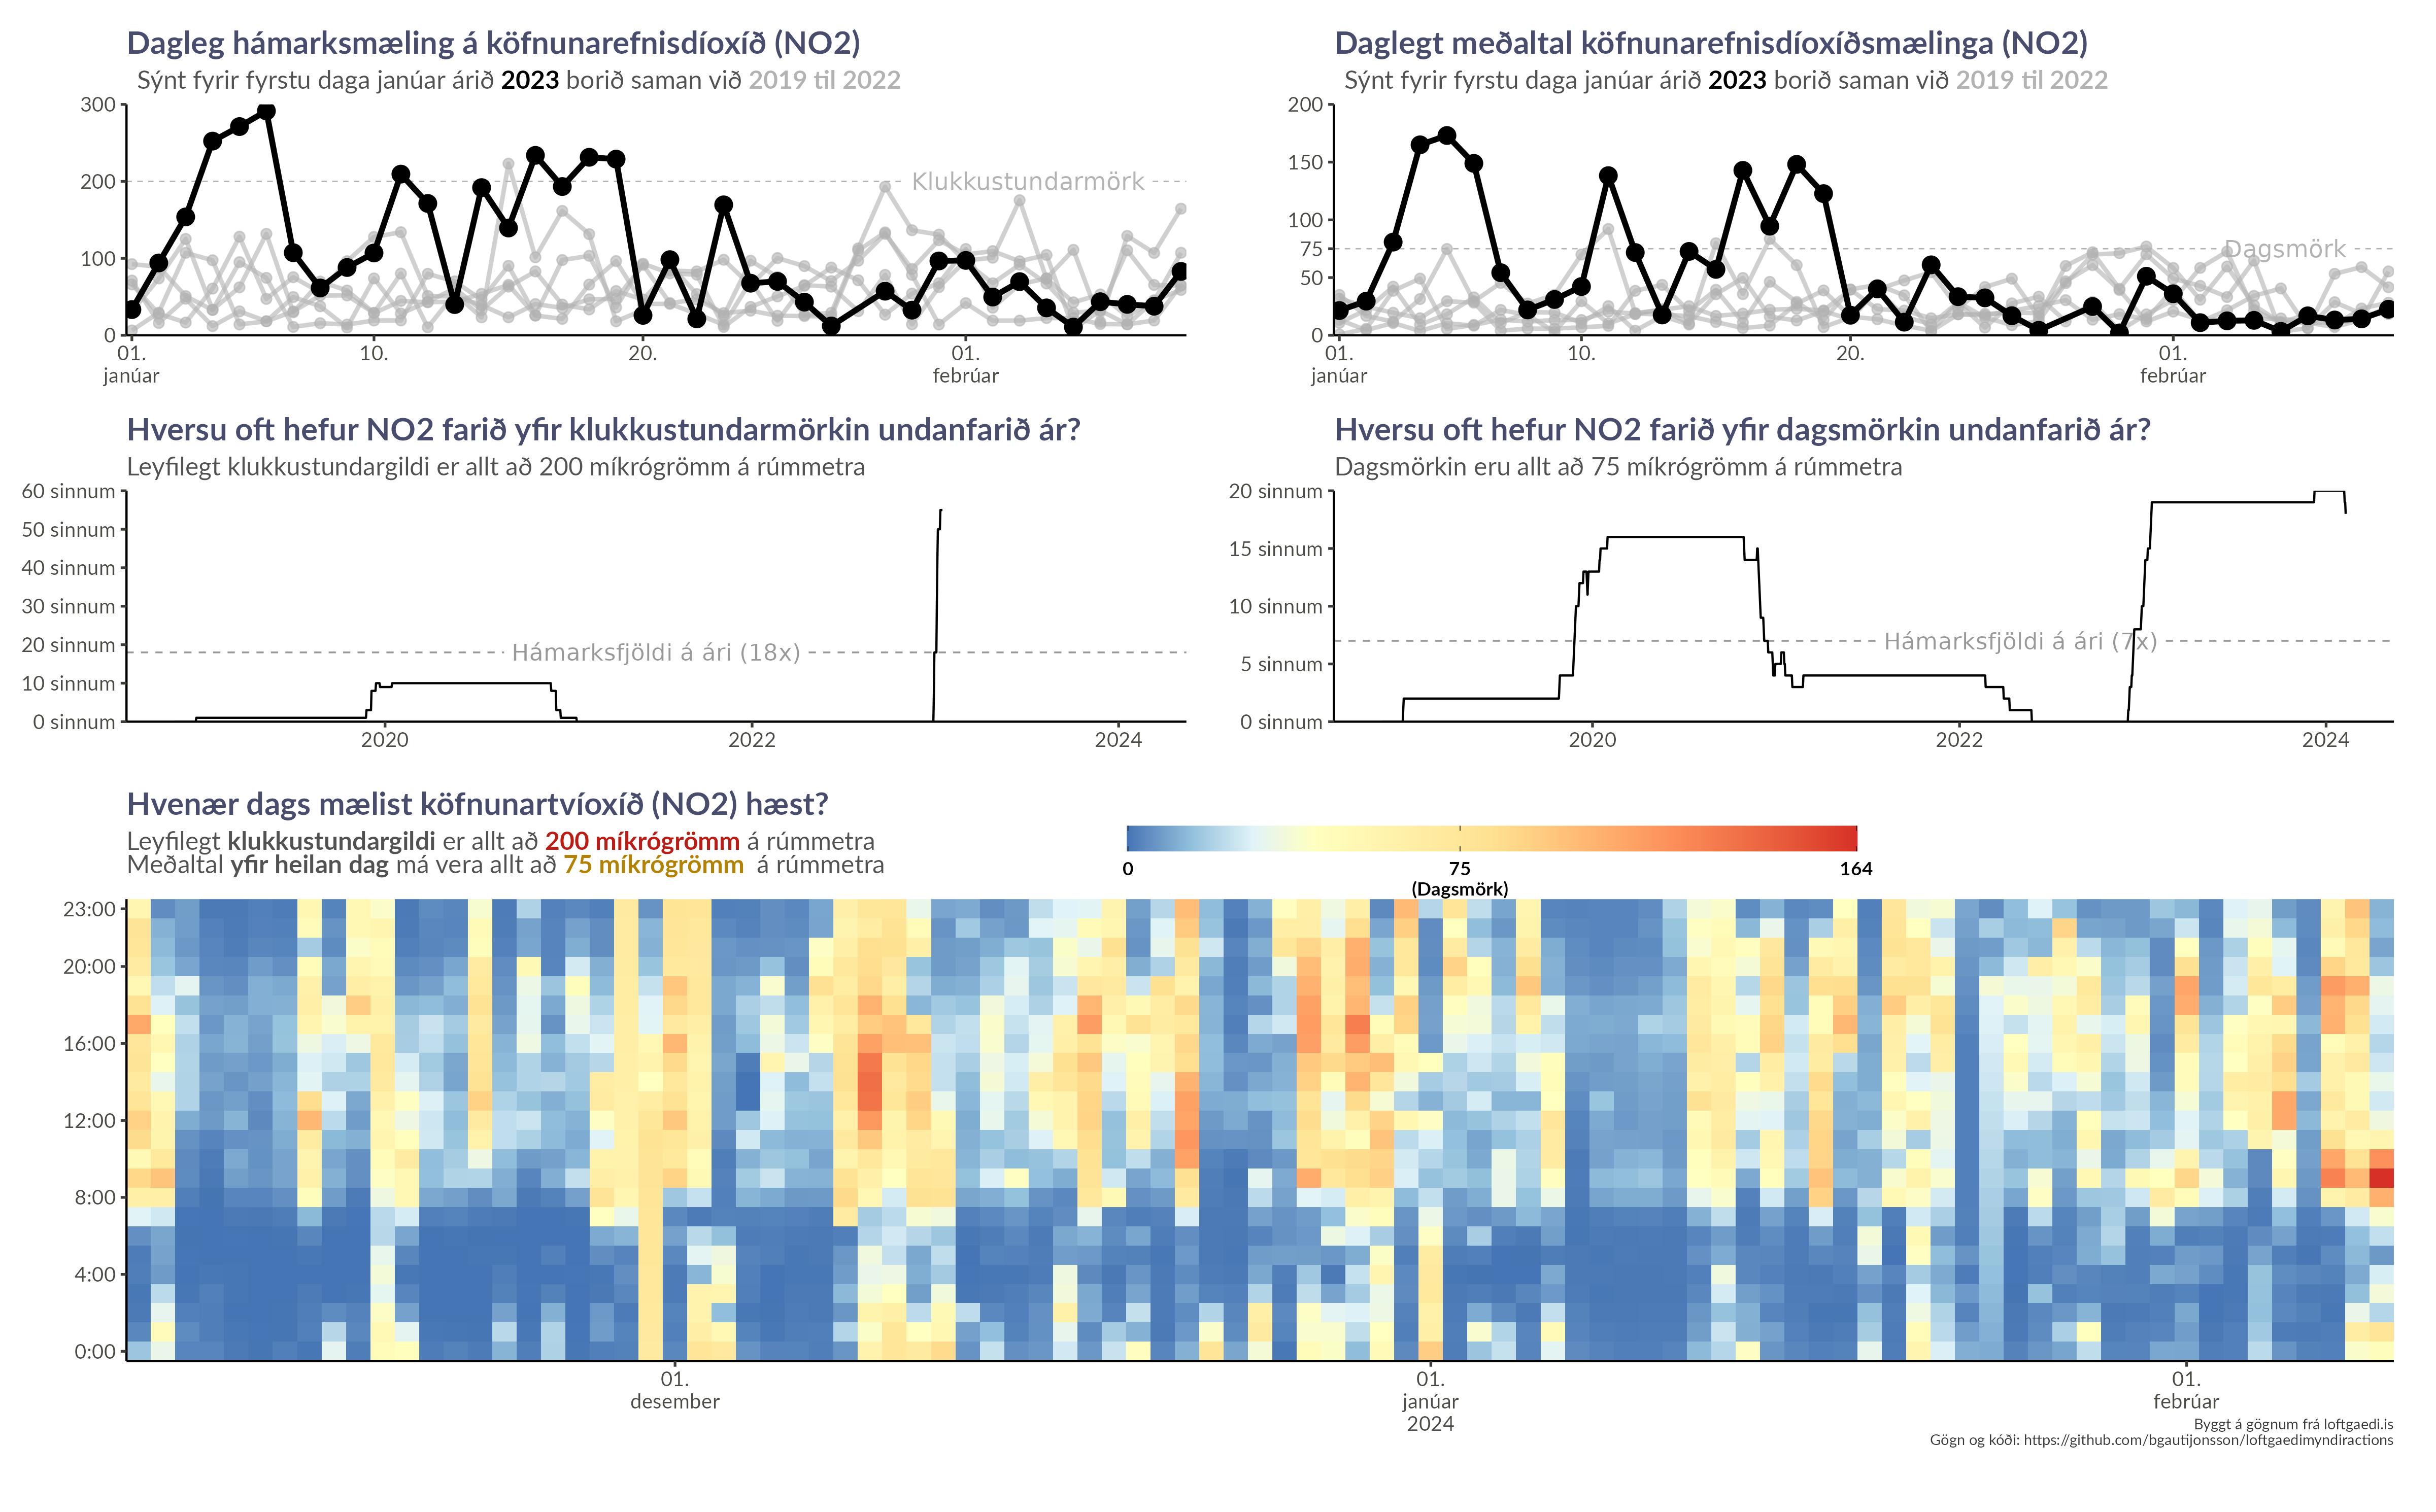 Dagleg hámarksmæling á köfnunarefnisdíoxíð (NO2)
Sýnt fyrir fyrstu daga janúar árið 2023 borið saman við 2019 til 2022
300
200
100
0
Klukkustundarmörk
01.
janúar
10.
20.
01.
febrúar
Daglegt meðaltal köfnunarefnisdíoxíðsmælinga (NO2)
Sýnt fyrir fyrstu daga janúar árið 2023 borið saman við 2019 til 2022
200
150
100
75
50
0
Dagsmörk
01.
janúar
10.
20.
01.
febrúar
Hversu oft hefur NO2 farið yfir klukkustundarmörkin undanfarið ár?
Leyfilegt klukkustundargildi er allt að 200 míkrógrömm á rúmmetra
60 sinnum
50 sinnum
40 sinnum
30 sinnum
20 sinnum
10 sinnum
0 sinnum
Hámarksfjöldi á ári (18x)
2020
2022
2024
Hversu oft hefur NO2 farið yfir dagsmörkin undanfarið ár?
Dagsmörkin eru allt að 75 míkrógrömm á rúmmetra
20 sinnum
15 sinnum
10 sinnum
5 sinnum
0 sinnum
Hámarksfjöldi á ári (7x)
2020
2022
2024
Hvenær dags mælist köfnunartvíoxíð (NO2) hæst?
Leyfilegt klukkustundargildi er allt að 200 míkrógrömm á rúmmetra
Meðaltal yfir heilan dag má vera allt að 75 míkrógrömm á rúmmetra
0
75
(Dagsmörk)
164
23:00
20:00
16:00
12:00
8:00
4:00
0:00
01.
desember
01.
janúar
2024
01.
febrúar
Byggt á gögnum frá loftgaedi.is
Gögn og kóði: https://github.com/bgautijonsson/loftgaedimyndiractions